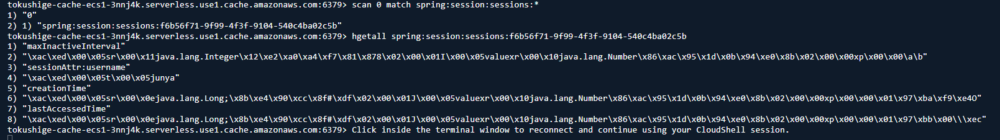 tokushige-cache-ecs1-3nnj4k.serverless.use1.cache.amazonaws.com:6379> scan 0 match spring:session:sessions:*
1) "0"
2) 1) "spring:session:sessions:f6b56f71-9f99-4f3f-9104-540c4ba02c5b"
tokushige-cache-ecs1-3nnj4k.serverless.use1.cache.amazonaws.com:6379> hgetall spring:session:sessions:f6b56f71-9f99-4f3f-9104-540c4ba02c5b
1) "maxInactiveInterval"
2) "\xac\xed\x00\x05sr\x00\x11java.lang.Integer\x12\xe2\xa0\xa4\xf7\x81\x878\x02\x00\x01I\x00\x05valuexr\x00\x10java.lang.Number\x86\xac\x95\x1d\x0b\x94\xe0\x8b\x02\x00\x00xp\x00\x00\a\b"
3) "sessionAttr:username"
4) "\xac\xed\x00\x05t\x00\x05junya"
5) "creationTime"
6) "\xac\xed\x00\x05sr\x00\x0ejava.lang.Long;\x8b\xe4\x90\xcc\x8f#\xdf\x02\x00\x01J\x00\x05valuexr\x00\x10java.lang.Number\x86\xac\x95\x1d\x0b\x94\xe0\x8b\x02\x00\x00xp\x00\x00\x01\x97\xba\xf9\xe4O"
7) "lastAccessedTime"
8) "\xac\xed\x00\x05sr\x00\x0ejava.lang.Long;\x8b\xe4\x90\xcc\x8f#\xdf\x02\x00\x01J\x00\x05valuexr\x00\x10java.lang.Number\x86\xac\x95\x1d\x0b\x94\xe0\x8b\x02\x00\x00xp\x00\x00\x01\x97\xbb\x00\\\xec"
tokushige-cache-ecs1-3nnj4k.serverless.use1.cache.amazonaws.com:6379> Click inside the terminal window to reconnect and continue using your CloudShell session.